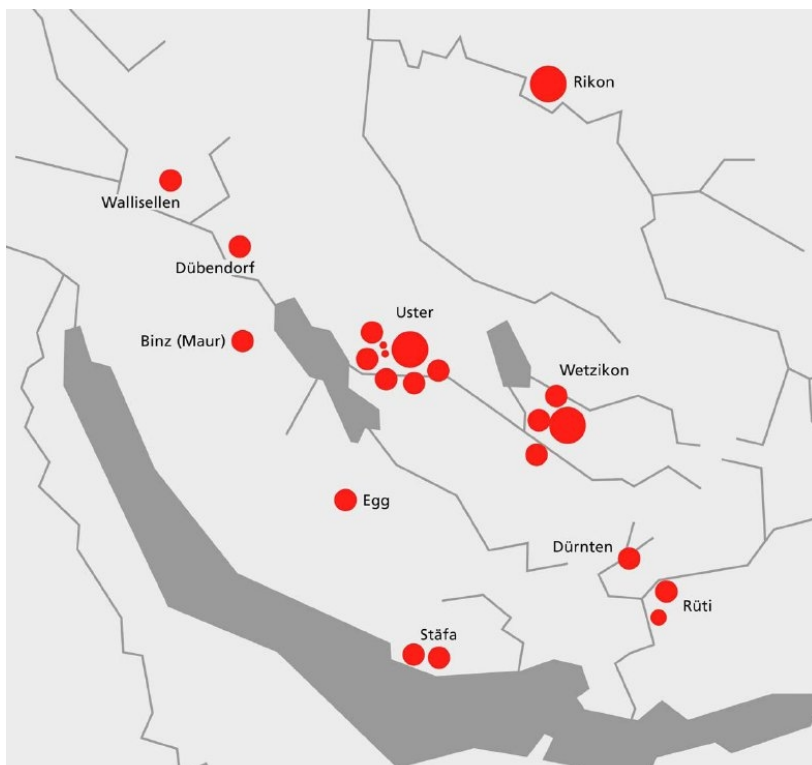 Rikon
Wallisellen
Dübendorf
Uster
Binz (Maur)
Wetzikon
Egg
Dürnten
Rüti
Stäfa